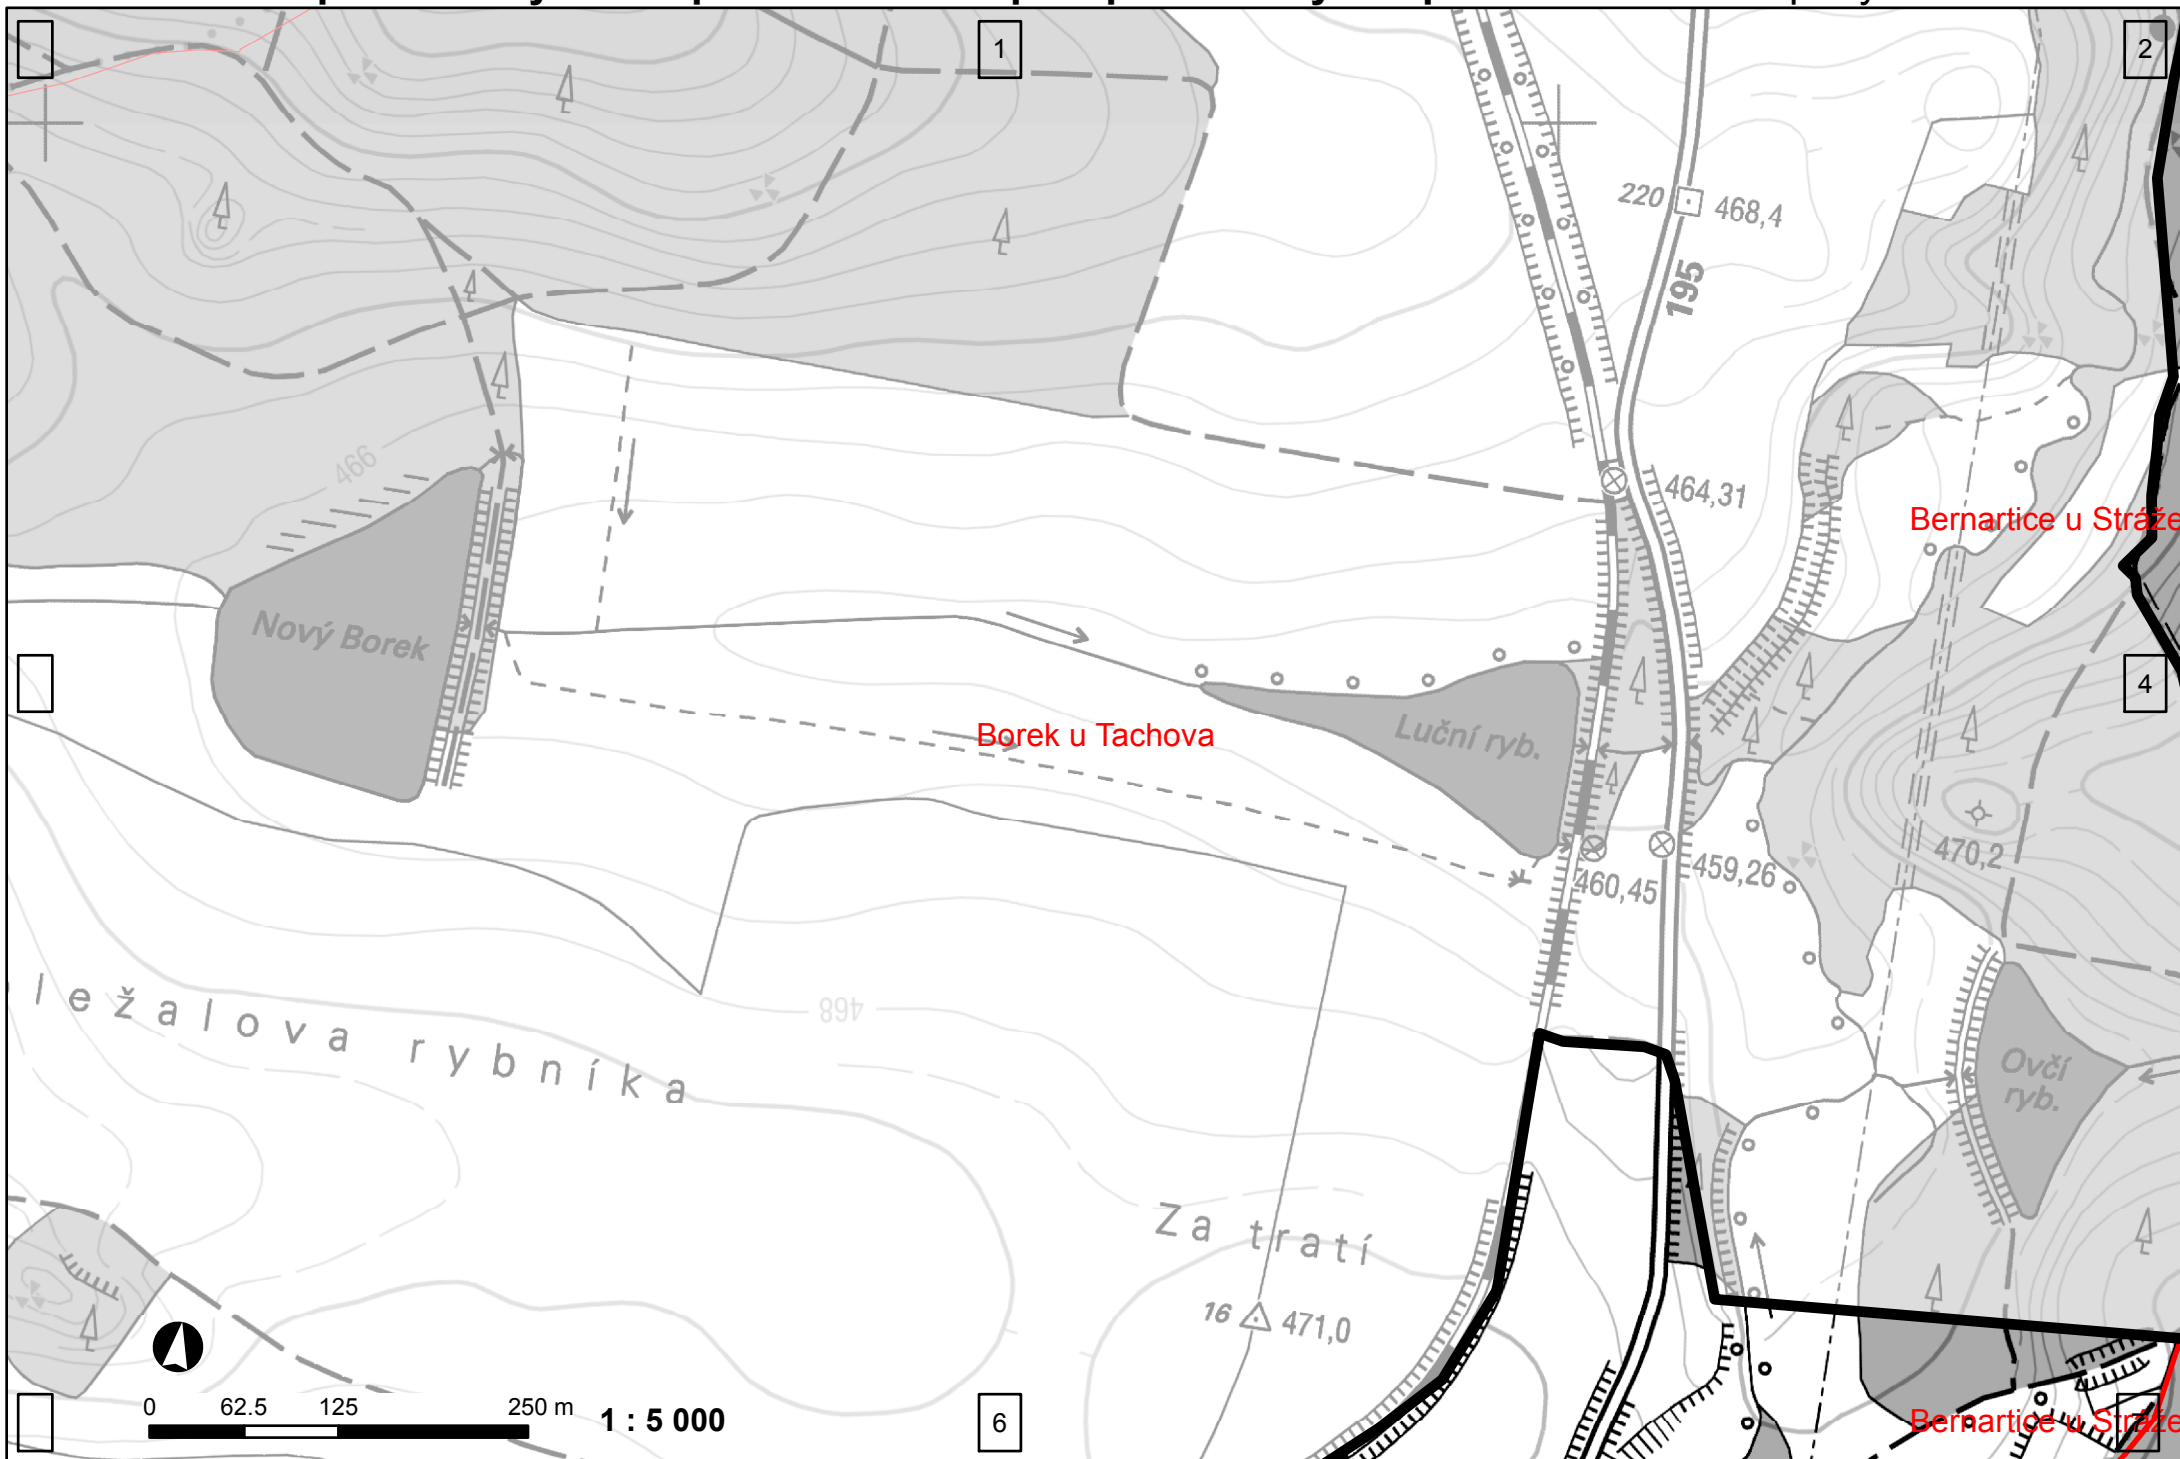 1
2
220
468,4
195
466
464,31
Bernartice u Stráže
Nový Borek
4
Borek u Tachova
Luční ryb.
470,2
459,26
460,45
ležalova rybníka
468
Ovčí
ryb.
Za tratí
16
471,0
0 62.5 125 250 m
1 : 5 000
6
Bernartice u Stráže